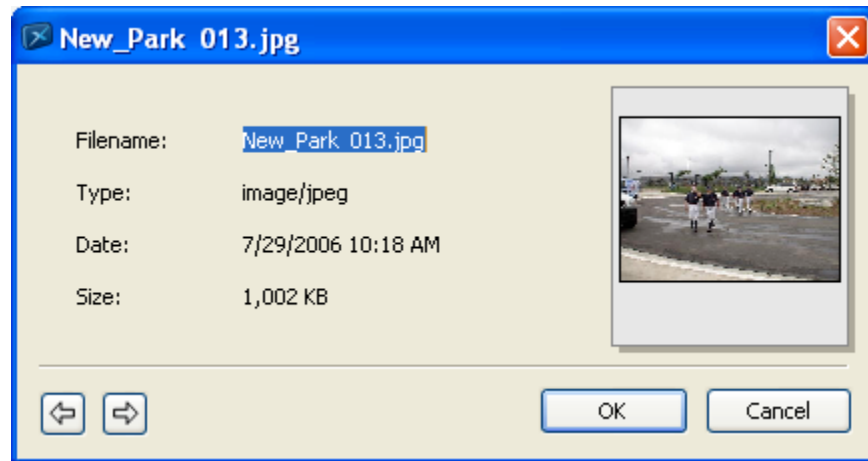 New_Park 013.jpg
Filename: New_Park 013.jpg
Type: image/jpeg
Date: 7/29/2006 10:18 AM
Size: 1,002 KB
OK Cancel